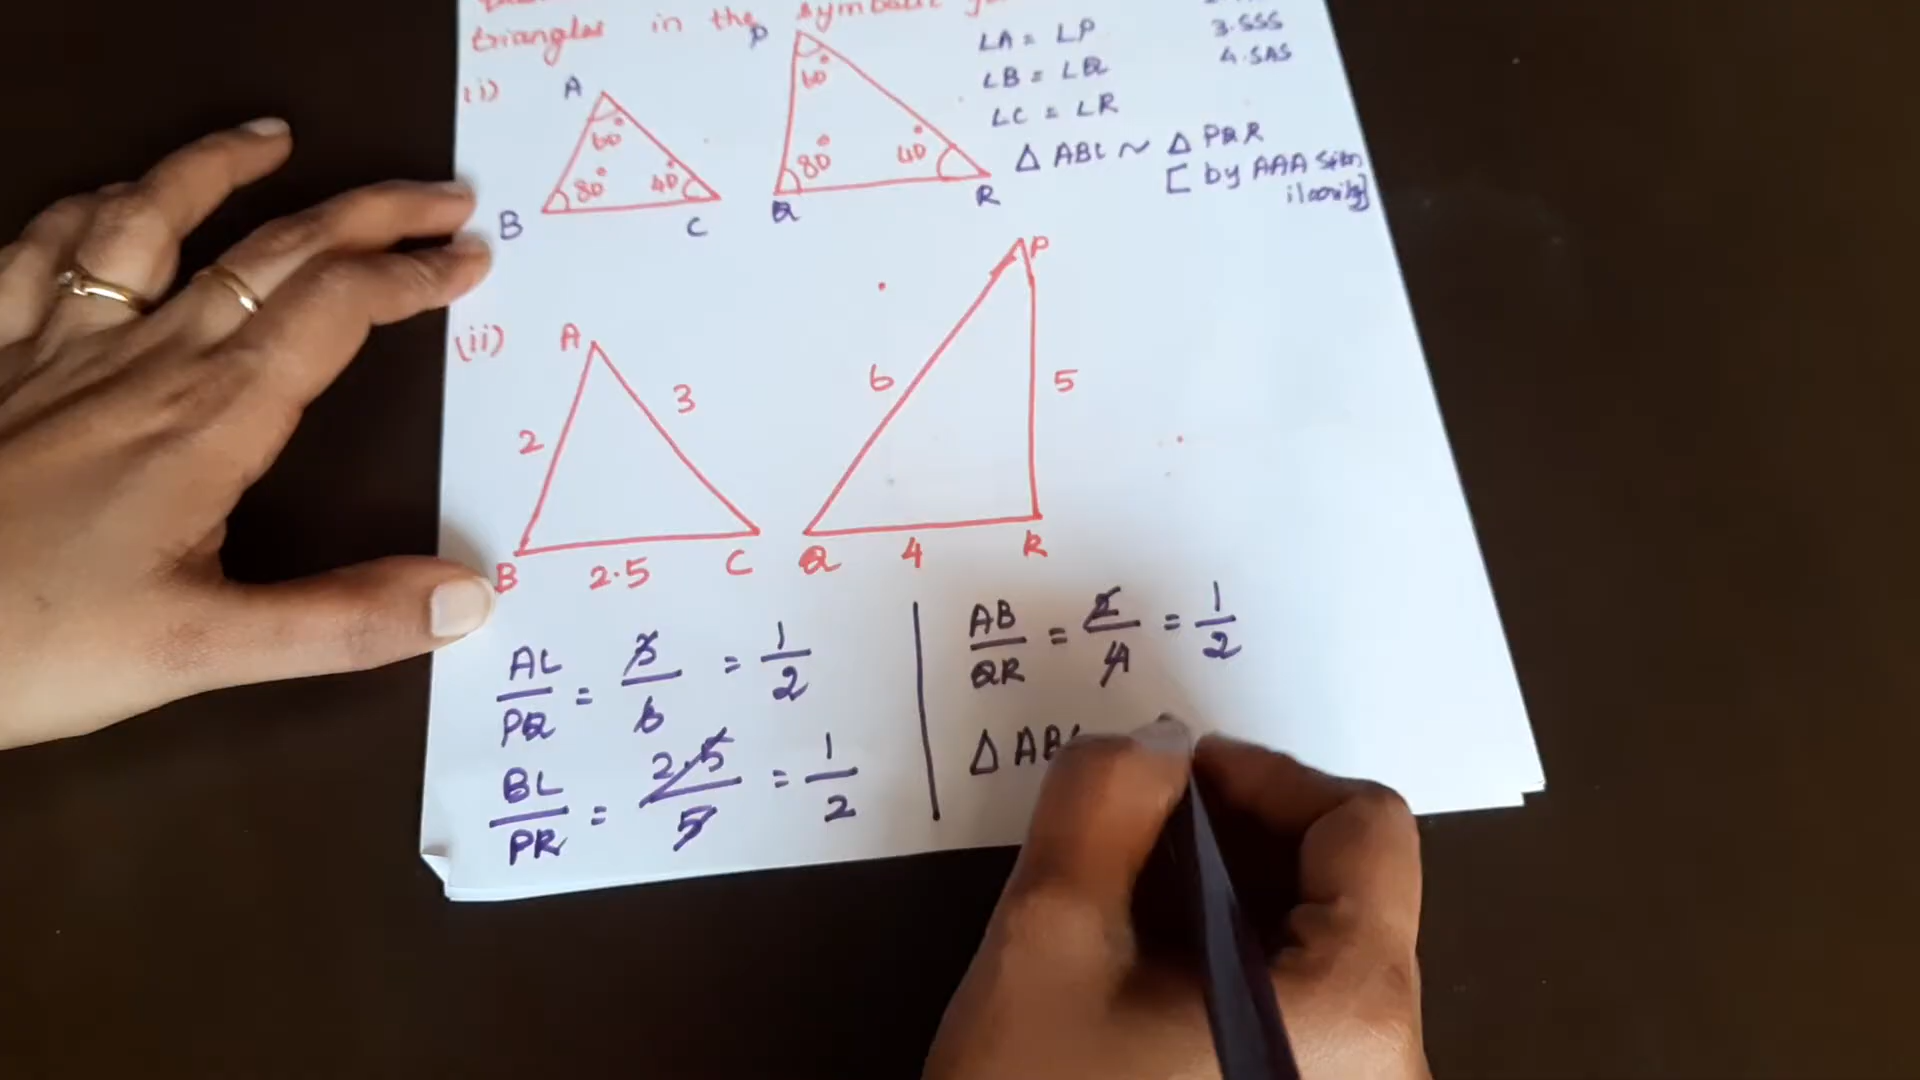 triangles in the symbolic
3.SSS
4.SAS
(i)
A
60°
B
80°
40°
C
P
60°
80°
40°
Q
R
∠A = ∠P
∠B = ∠Q
∠C = ∠R
Δ ABC ~ Δ PQR
[ by AAA
(ii)
A
2
3
B
2.5
C
P
6
5
Q
4
R
AC/PQ = 3/6 = 1/2
BC/PR = 2.5/5 = 1/2
AB/QR = 2/4 = 1/2
Δ AB